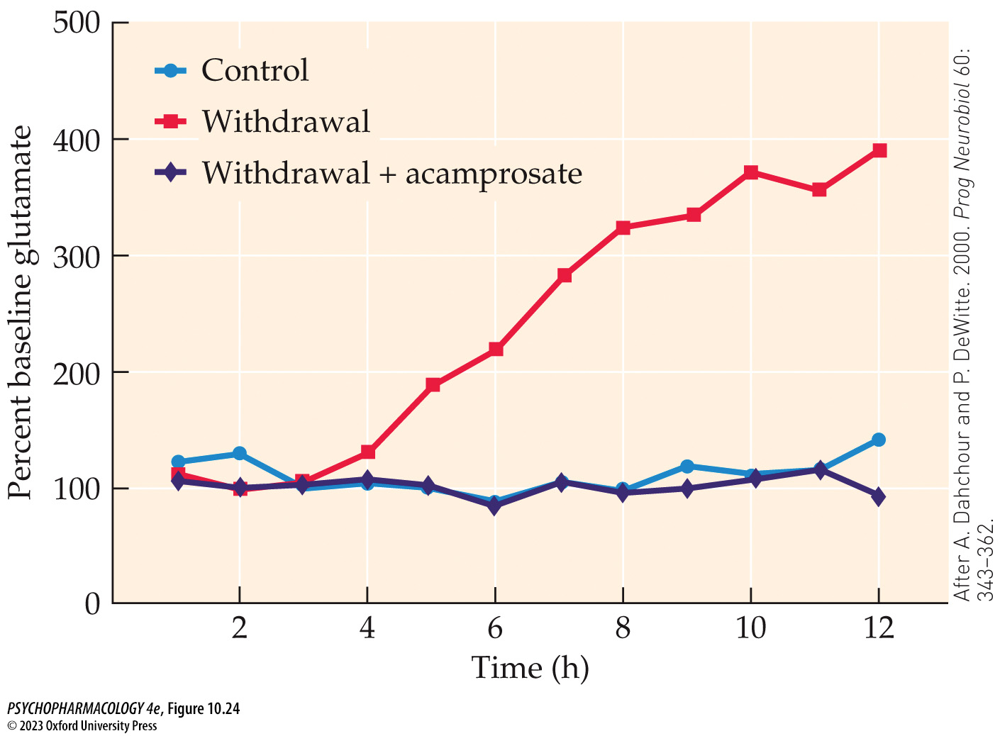 500
400
300
200
100
0
Percent baseline glutamate
Control
Withdrawal
Withdrawal + acamprosate
2 4 6 8 10 12
Time (h)
After A. Dahchour and P. DeWitte. 2000. Prog Neurobiol 60:
343–362.
PSYCHOPHARMACOLOGY 4e, Figure 10.24
© 2023 Oxford University Press